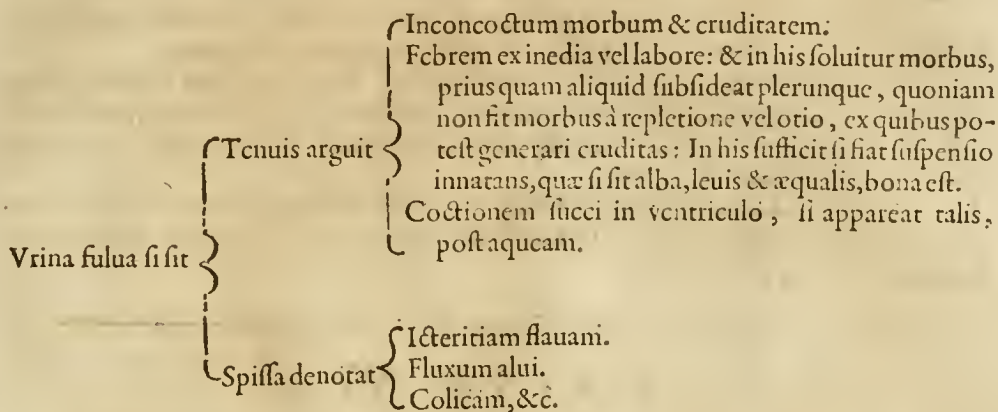 Inconcoctum morbum & cruditatem:
Febrem ex inedia vel labore: & in his ſoluitur morbus,
prius quam aliquid ſubſideat plerunque, quoniam
non fit morbus à repletione vel otio, ex quibus po-
teſt generari cruditas: In his ſufficit ſi fiat ſuſpenſio
innatans, quæ ſi ſit alba, leuis & æqualis, bona eſt.
Tenuis arguit
Coctionem ſucci in ventriculo, ſi appareat talis,
poſt aqueam.
Vrina fulua ſi ſit
Spiſſa denotat
Ictericiam flauam.
Fluxum alui.
Colicam, &c.